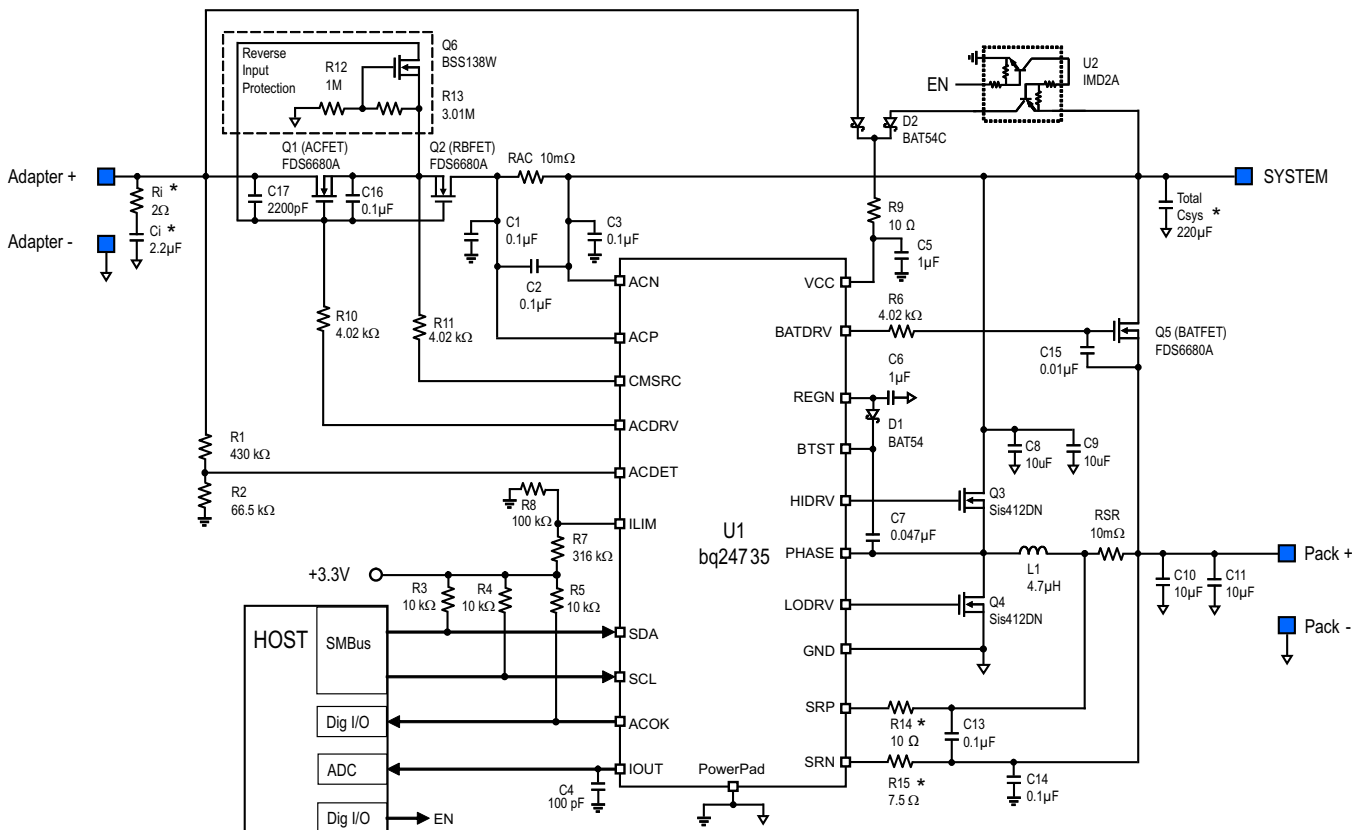 Reverse
Input
Protection
R12
1M
Q6
BSS138W
R13
3.01M
U2
IMD2A
EN
D2
BAT54C
Q1 (ACFET)
FDS6680A
Q2 (RBFET)
FDS6680A
RAC 10mΩ
Adapter +
SYSTEM
Ri *
2Ω
C17
2200pF
C16
0.1µF
Total
Csys *
220µF
R9
10 Ω
Adapter -
Ci *
2.2µF
C1
0.1µF
C3
0.1µF
C5
1µF
C2
0.1µF
ACN
VCC
R10
4.02 kΩ
R11
4.02 kΩ
R6
4.02 kΩ
ACP
BATDRV
Q5 (BATFET)
FDS6680A
C15
0.01µF
C6
1µF
CMSRC
REGN
D1
BAT54
ACDRV
BTST
R1
430 kΩ
C8
10uF
C9
10uF
ACDET
R2
66.5 kΩ
R8
100 kΩ
HIDRV
Q3
Sis412DN
ILIM
U1
bq24735
C7
0.047µF
RSR
10mΩ
R7
316 kΩ
PHASE
L1
4.7µH
Pack +
+3.3V
R3
10 kΩ
R4
10 kΩ
R5
10 kΩ
C10
10µF
C11
10µF
LODRV
Q4
Sis412DN
HOST
SMBus
SDA
Pack -
GND
SCL
SRP
Dig I/O
ACOK
R14 *
10 Ω
C13
0.1µF
ADC
IOUT
PowerPad
SRN
C4
100 pF
R15 *
7.5 Ω
C14
0.1µF
Dig I/O
EN